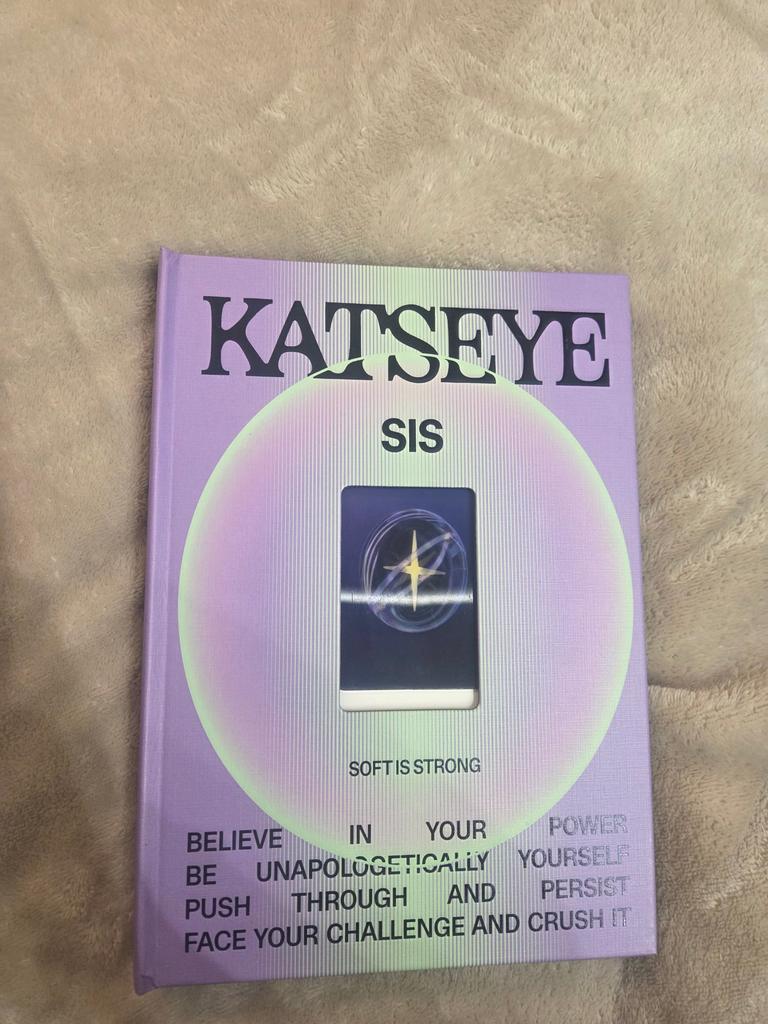 KATSEYE
SIS
SOFT IS STRONG
BELIEVE IN YOUR POWER
BE UNAPOLOGETICALLY YOURSELF
PUSH THROUGH AND PERSIST
FACE YOUR CHALLENGE AND CRUSH IT